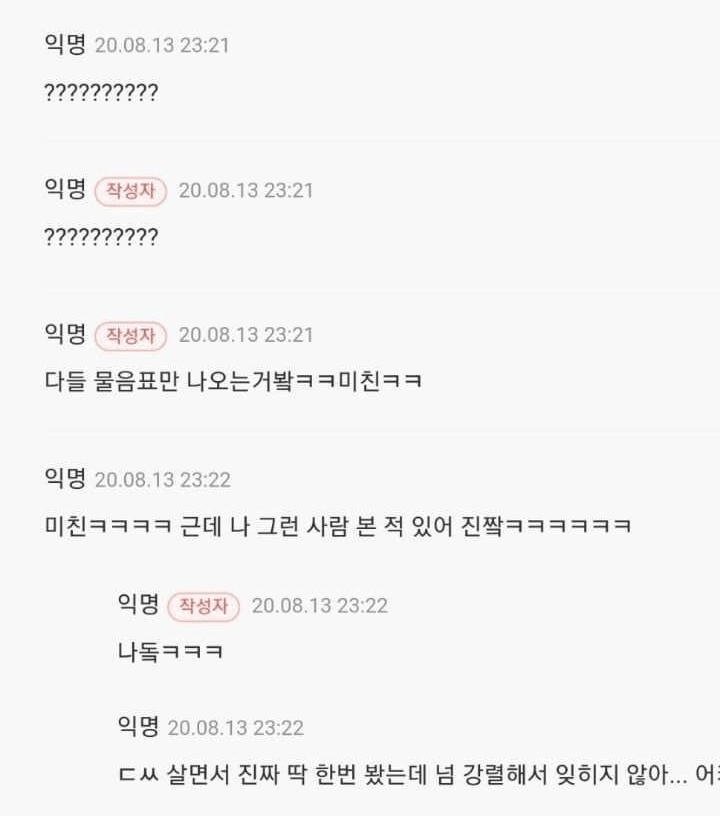 익명 20.08.13 23:21
??????????
익명 작성자 20.08.13 23:21
??????????
익명 작성자 20.08.13 23:21
다들 물음표만 나오는거봨ㅋㅋ미친ㅋㅋ
익명 20.08.13 23:22
미친ㅋㅋㅋㅋ 근데 나 그런 사람 본 적 있어 진짴ㅋㅋㅋㅋㅋㅋ
익명 작성자 20.08.13 23:22
나돜ㅋㅋㅋ
익명 20.08.13 23:22
ㄷㅆ 살면서 진짜 딱 한번 봤는데 넘 강렬해서 잊히지 않아...